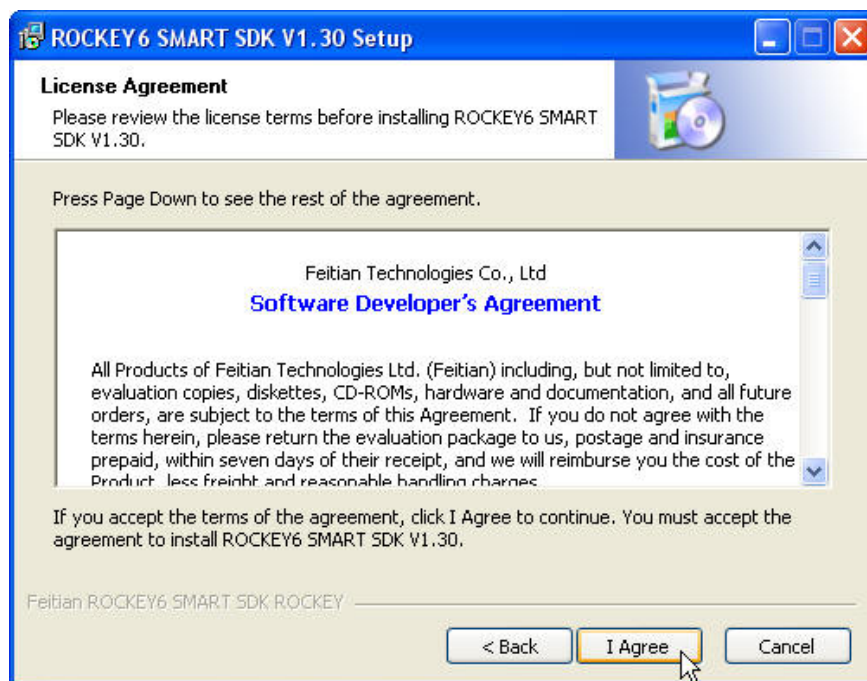 ROCKEY6 SMART SDK V1.30 Setup
License Agreement
Please review the license terms before installing ROCKEY6 SMART
SDK V1.30.
Press Page Down to see the rest of the agreement.
Feitian Technologies Co., Ltd
Software Developer's Agreement
All Products of Feitian Technologies Ltd. (Feitian) including, but not limited to,
evaluation copies, diskettes, CD-ROMs, hardware and documentation, and all future
orders, are subject to the terms of this Agreement.  If you do not agree with the
terms herein, please return the evaluation package to us, postage and insurance
prepaid, within seven days of their receipt, and we will reimburse you the cost of the
Product, less freight and reasonable handling charges.
If you accept the terms of the agreement, click I Agree to continue. You must accept the
agreement to install ROCKEY6 SMART SDK V1.30.
Feitian ROCKEY6 SMART SDK ROCKEY
< Back
I Agree
Cancel